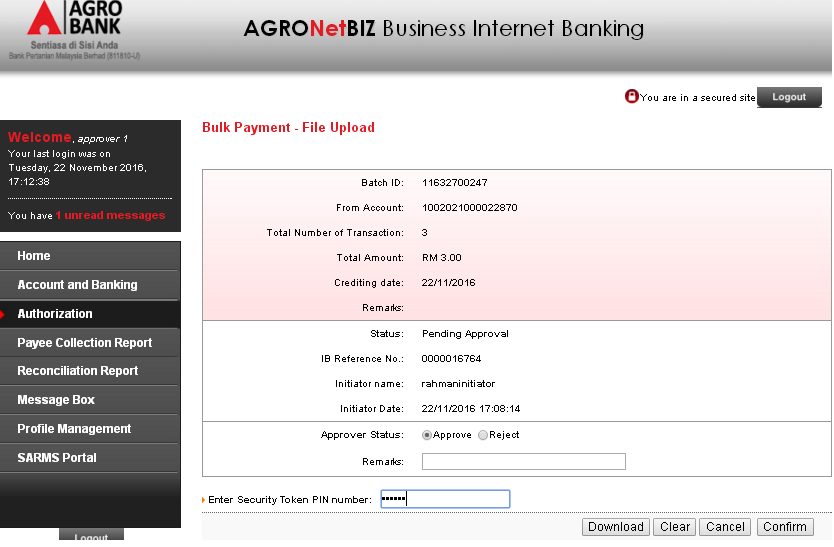 AGRO
BANK
Sentiasa di Sisi Anda
Bank Pertanian Malaysia Berhad (811810-U)
AGRONetBIZ Business Internet Banking
You are in a secured site
Logout
Welcome, approver 1
Your last login was on
Tuesday, 22 November 2016,
17:12:38
You have 1 unread messages
Home
Account and Banking
Authorization
Payee Collection Report
Reconciliation Report
Message Box
Profile Management
SARMS Portal
Logout
Bulk Payment - File Upload
Batch ID: 11632700247
From Account: 1002021000022870
Total Number of Transaction: 3
Total Amount: RM 3.00
Crediting date: 22/11/2016
Remarks:
Status: Pending Approval
IB Reference No.: 0000016764
Initiator name: rahmaninitiator
Initiator Date: 22/11/2016 17:08:14
Approver Status: Approve Reject
Remarks:
Enter Security Token PIN number: ••••••
Download Clear Cancel Confirm